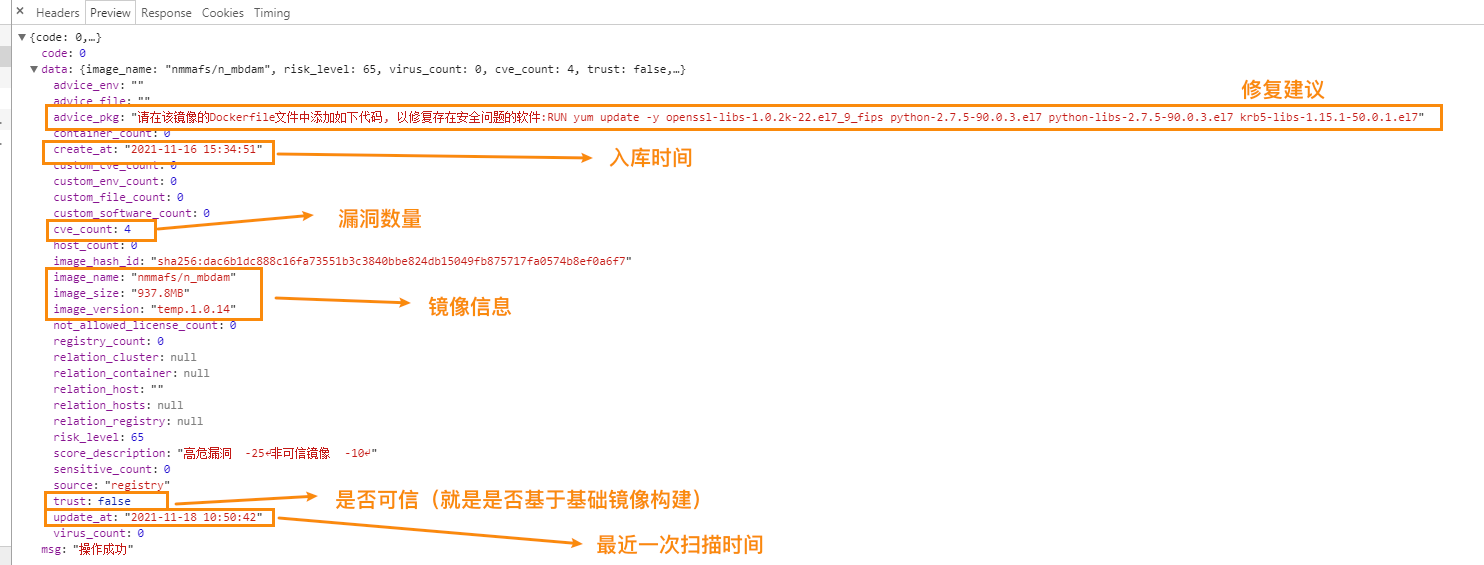 × Headers Preview Response Cookies Timing
▼{code: 0,…}
code: 0
▼data: {image_name: "nmmafs/n_mbdam", risk_level: 65, virus_count: 0, cve_count: 4, trust: false,…}
advice_env: ""
修复建议
advice_file: ""
advice_pkg: "请在该镜像的Dockerfile文件中添加如下代码, 以修复存在安全问题的软件:RUN yum update -y openssl-libs-1.0.2k-22.el7_9_fips python-2.7.5-90.0.3.el7 python-libs-2.7.5-90.0.3.el7 krb5-libs-1.15.1-50.0.1.el7"
container_count: 0
create_at: "2021-11-16 15:34:51"
入库时间
custom_cve_count: 0
custom_env_count: 0
custom_file_count: 0
custom_software_count: 0
漏洞数量
cve_count: 4
host_count: 0
image_hash_id: "sha256:dac6b1dc888c16fa73551b3c3840bbe824db15049fb875717fa0574b8ef0a6f7"
image_name: "nmmafs/n_mbdam"
image_size: "937.8MB"
image_version: "temp.1.0.14"
镜像信息
not_allowed_license_count: 0
registry_count: 0
relation_cluster: null
relation_container: null
relation_host: ""
relation_hosts: null
relation_registry: null
risk_level: 65
score_description: "高危漏洞  -25↵非可信镜像  -10↵"
sensitive_count: 0
source: "registry"
trust: false
是否可信（就是是否基于基础镜像构建）
update_at: "2021-11-18 10:50:42"
virus_count: 0
最近一次扫描时间
msg: "操作成功"